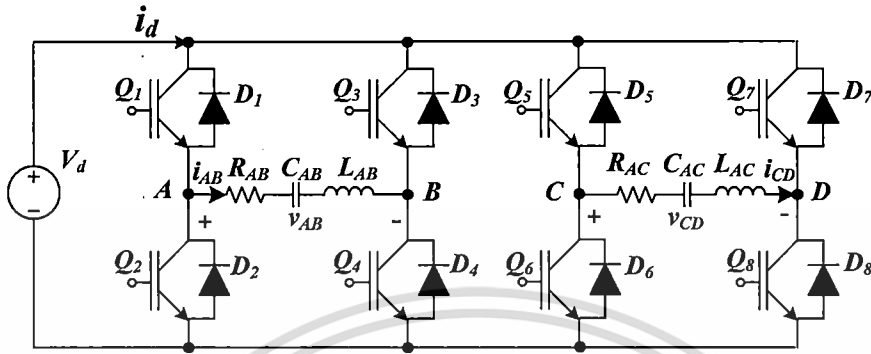 i_d
Q_1 D_1 Q_3 D_3 Q_5 D_5 Q_7 D_7
V_d + −
A i_AB R_AB C_AB L_AB B C R_AC C_AC L_AC i_CD D
+ v_AB - + v_CD -
Q_2 D_2 Q_4 D_4 Q_6 D_6 Q_8 D_8